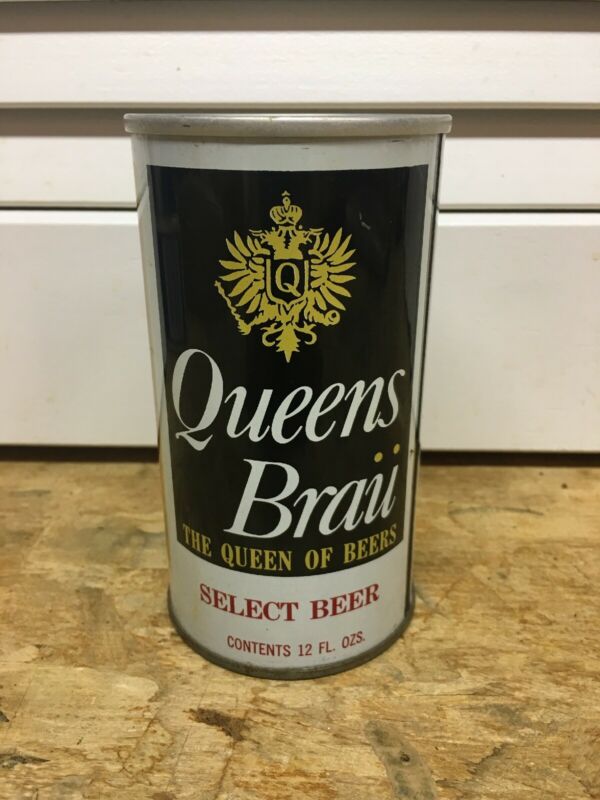 Q
Queens
Braü
THE QUEEN OF BEERS
SELECT BEER
CONTENTS 12 FL. OZS.